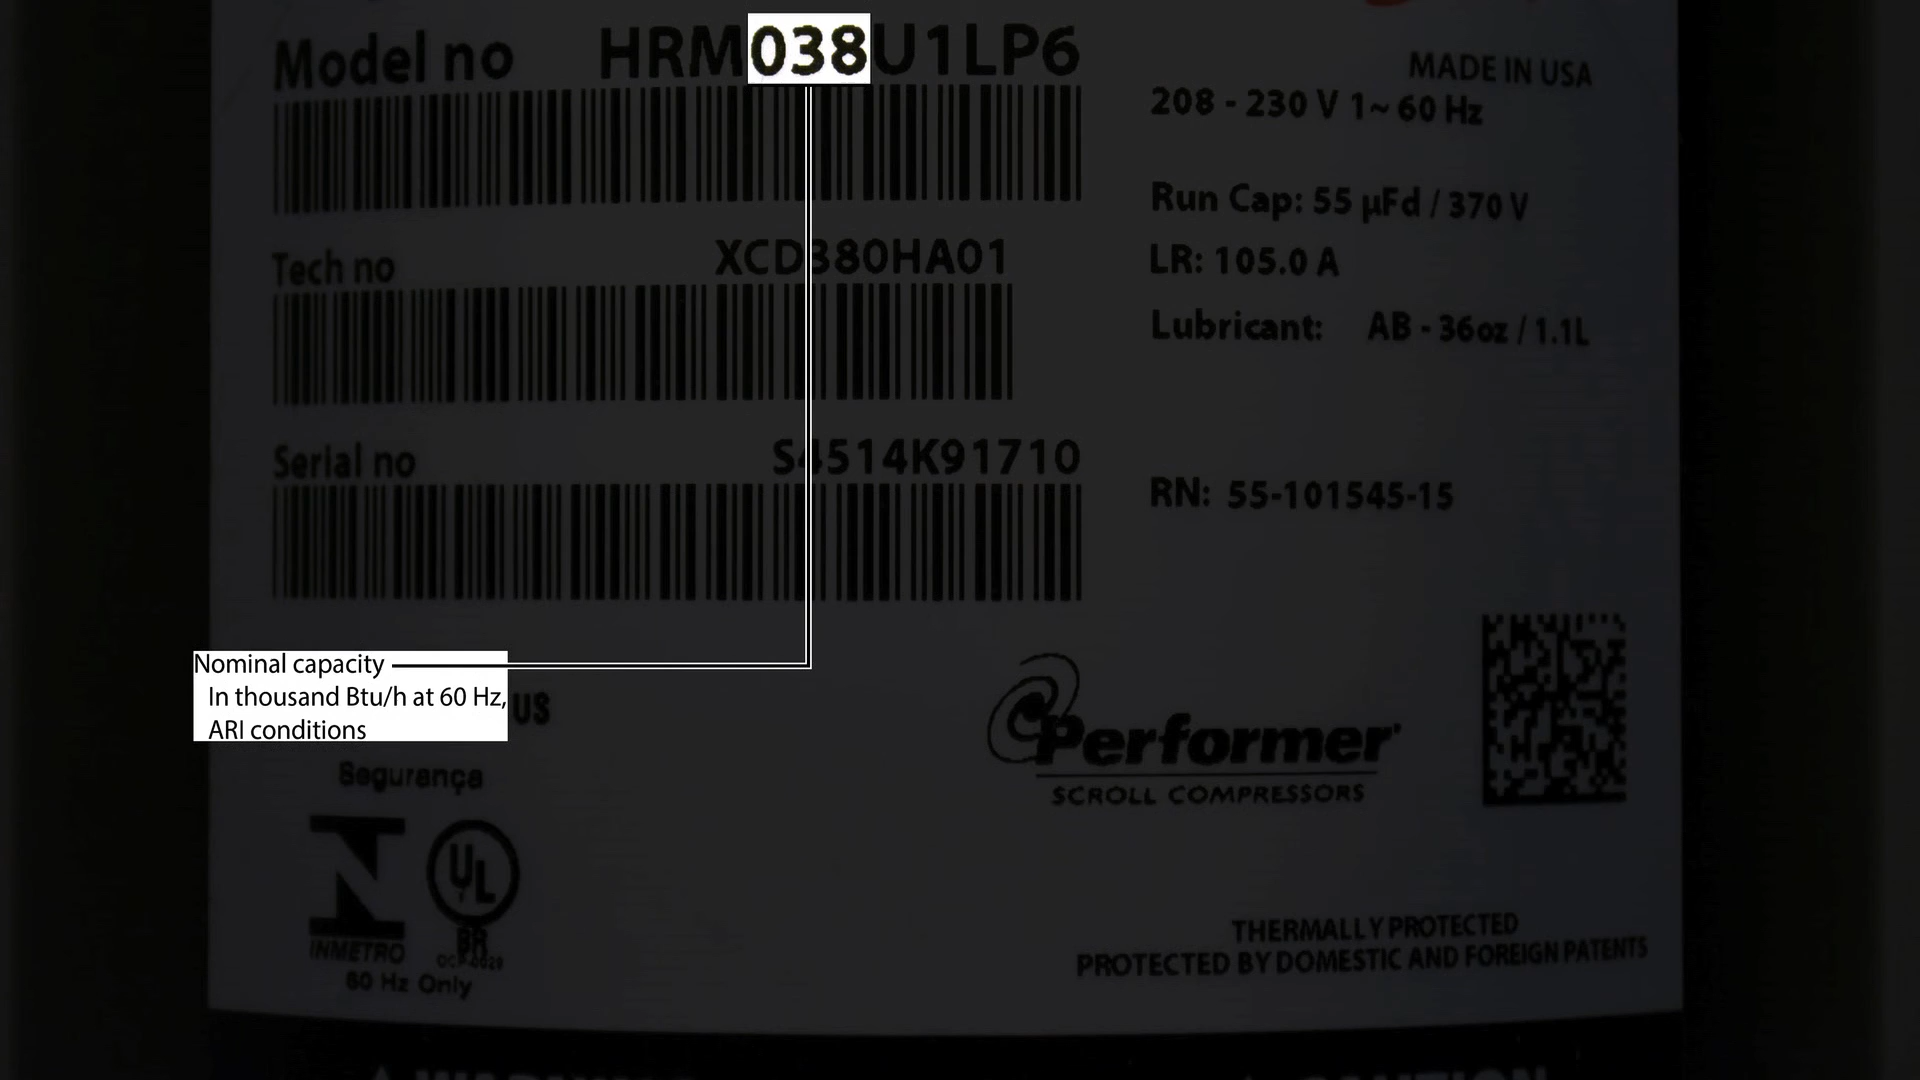 Model no HRM038U1LP6
MADE IN USA
208 - 230 V 1~ 60 Hz
Run Cap: 55 µFd / 370 V
Tech no XCD380HA01
LR: 105.0 A
Lubricant: AB - 36oz / 1.1L
Serial no S4514K91710
RN: 55-101545-15
Nominal capacity
In thousand Btu/h at 60 Hz,
ARI conditions
US
Performer
SCROLL COMPRESSORS
Segurança
UL
BR
INMETRO
OCP-0029
60 Hz Only
THERMALLY PROTECTED
PROTECTED BY DOMESTIC AND FOREIGN PATENTS